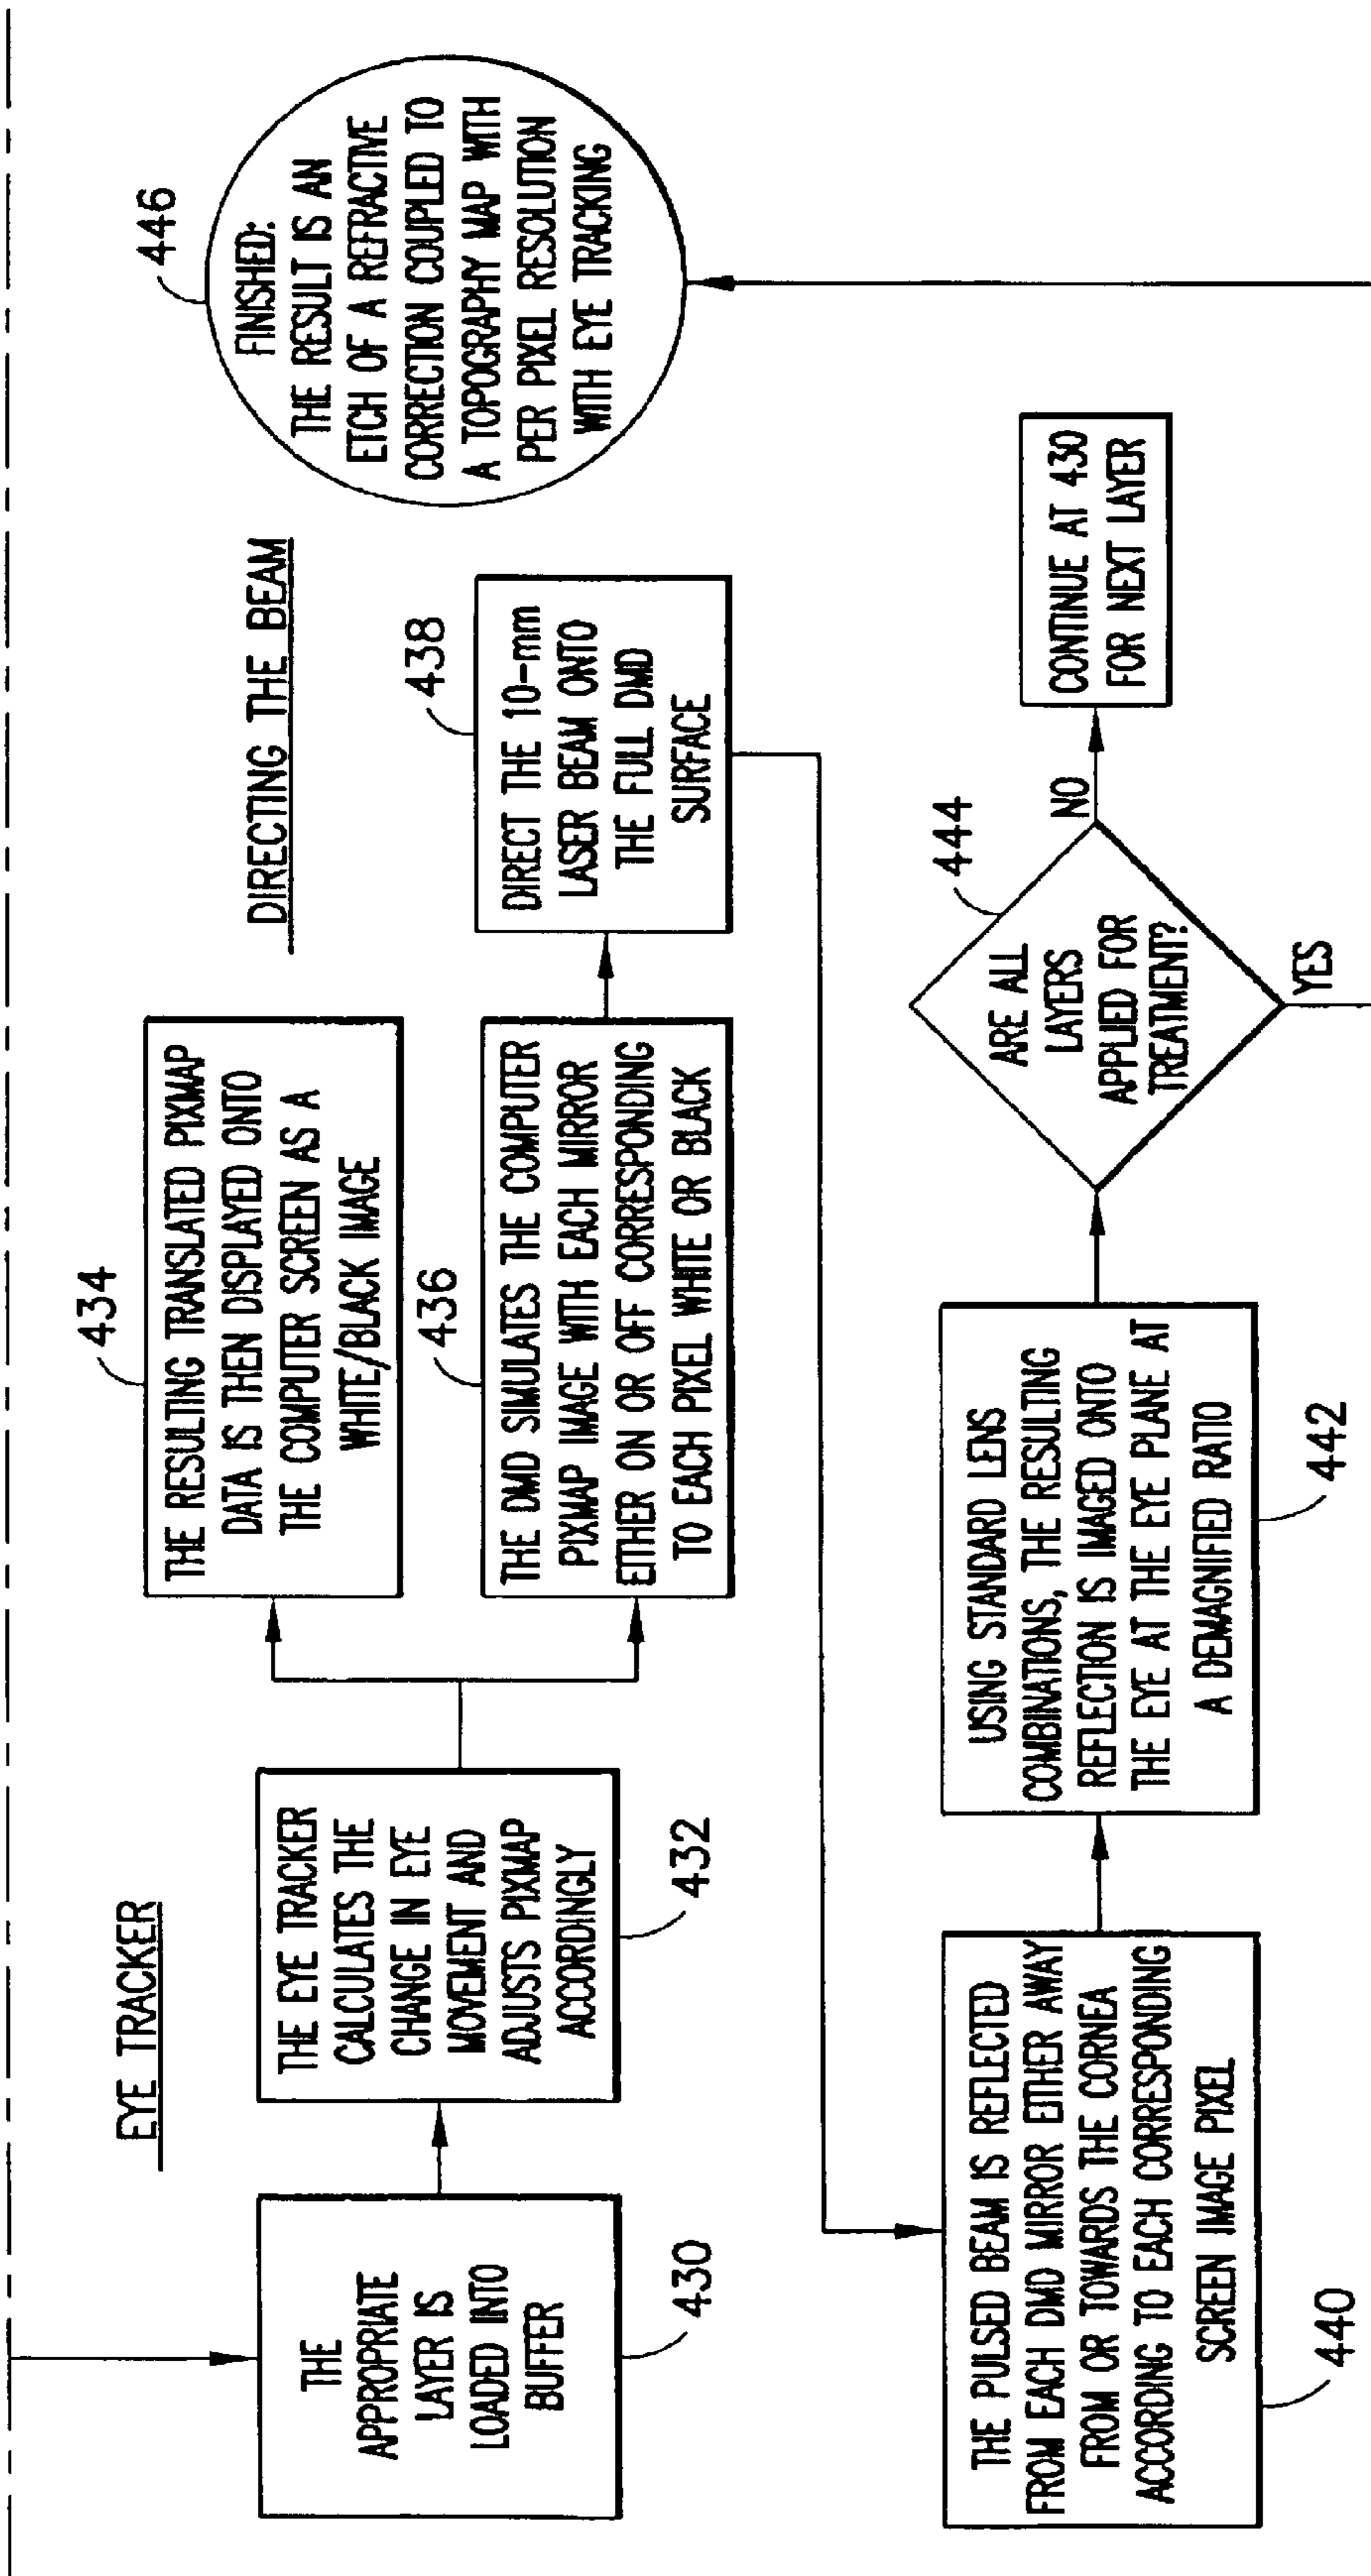 EYE TRACKER
THE
APPROPRIATE
LAYER IS
LOADED INTO
BUFFER
430
THE EYE TRACKER
CALCULATES THE
CHANGE IN EYE
MOVEMENT AND
ADJUSTS PIXMAP
ACCORDINGLY
432
434
THE RESULTING TRANSLATED PIXMAP
DATA IS THEN DISPLAYED ONTO
THE COMPUTER SCREEN AS A
WHITE/BLACK IMAGE
436
THE DMD SIMULATES THE COMPUTER
PIXMAP IMAGE WITH EACH MIRROR
EITHER ON OR OFF CORRESPONDING
TO EACH PIXEL WHITE OR BLACK
DIRECTING THE BEAM
438
DIRECT THE 10-mm
LASER BEAM ONTO
THE FULL DMD
SURFACE
THE PULSED BEAM IS REFLECTED
FROM EACH DMD MIRROR EITHER AWAY
FROM OR TOWARDS THE CORNEA
ACCORDING TO EACH CORRESPONDING
SCREEN IMAGE PIXEL
440
USING STANDARD LENS
COMBINATIONS, THE RESULTING
REFLECTION IS IMAGED ONTO
THE EYE AT THE EYE PLANE AT
A DEMAGNIFIED RATIO
442
444
ARE ALL
LAYERS
APPLIED FOR
TREATMENT?
NO
YES
CONTINUE AT 430
FOR NEXT LAYER
446
FINISHED:
THE RESULT IS AN
ETCH OF A REFRACTIVE
CORRECTION COUPLED TO
A TOPOGRAPHY MAP WITH
PER PIXEL RESOLUTION
WITH EYE TRACKING